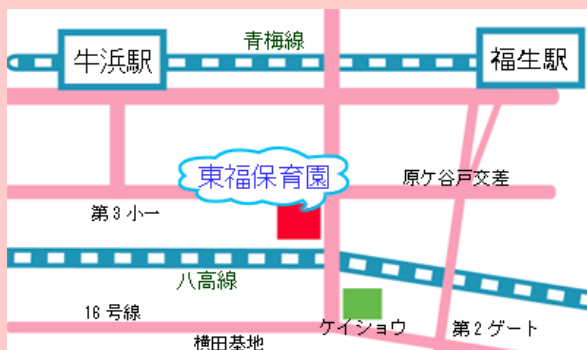 青梅線
牛浜駅
福生駅
東福保育園
原ケ谷戸交差
第3小一
八高線
16号線
ケイショウ
第2ゲート
横田基地